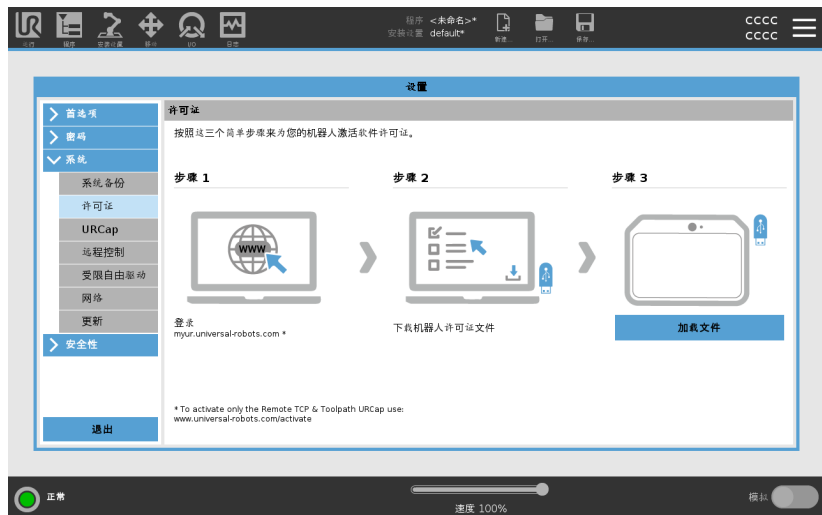 程序 <未命名>*
安装设置 default*
CCCC
CCCC
UR
运行
程序
安装设置
移动
I/O
日志
新建...
打开...
保存...
设置
首选项
密码
系统
系统备份
许可证
URCap
远程控制
受限自由驱动
网络
更新
安全性
退出
许可证
按照这三个简单步骤来为您的机器人激活软件许可证。
步骤 1
步骤 2
步骤 3
WWW
登录
myur.universal-robots.com *
下载机器人许可证文件
加载文件
* To activate only the Remote TCP & Toolpath URCap use:
www.universal-robots.com/activate
正常
速度 100%
模拟